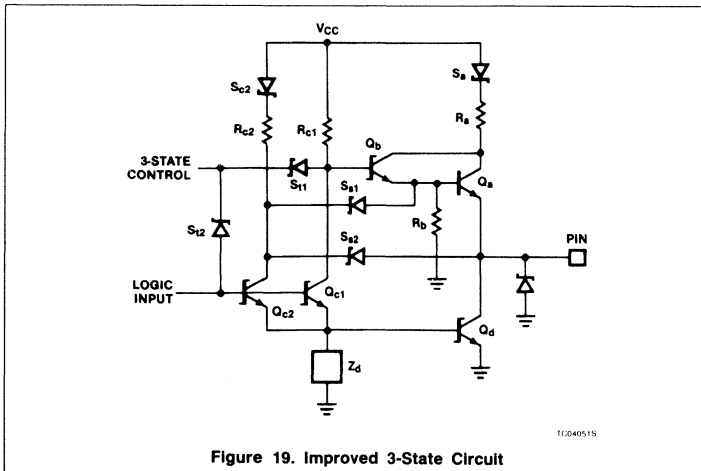 VCC
Sc2
Sa
Rc2
Rc1
Ra
Qb
3-STATE
CONTROL
St1
Qa
Ss1
Rb
St2
Ss2
PIN
LOGIC
INPUT
Qc2
Qc1
Qd
Zd
TC04051S
Figure 19. Improved 3-State Circuit